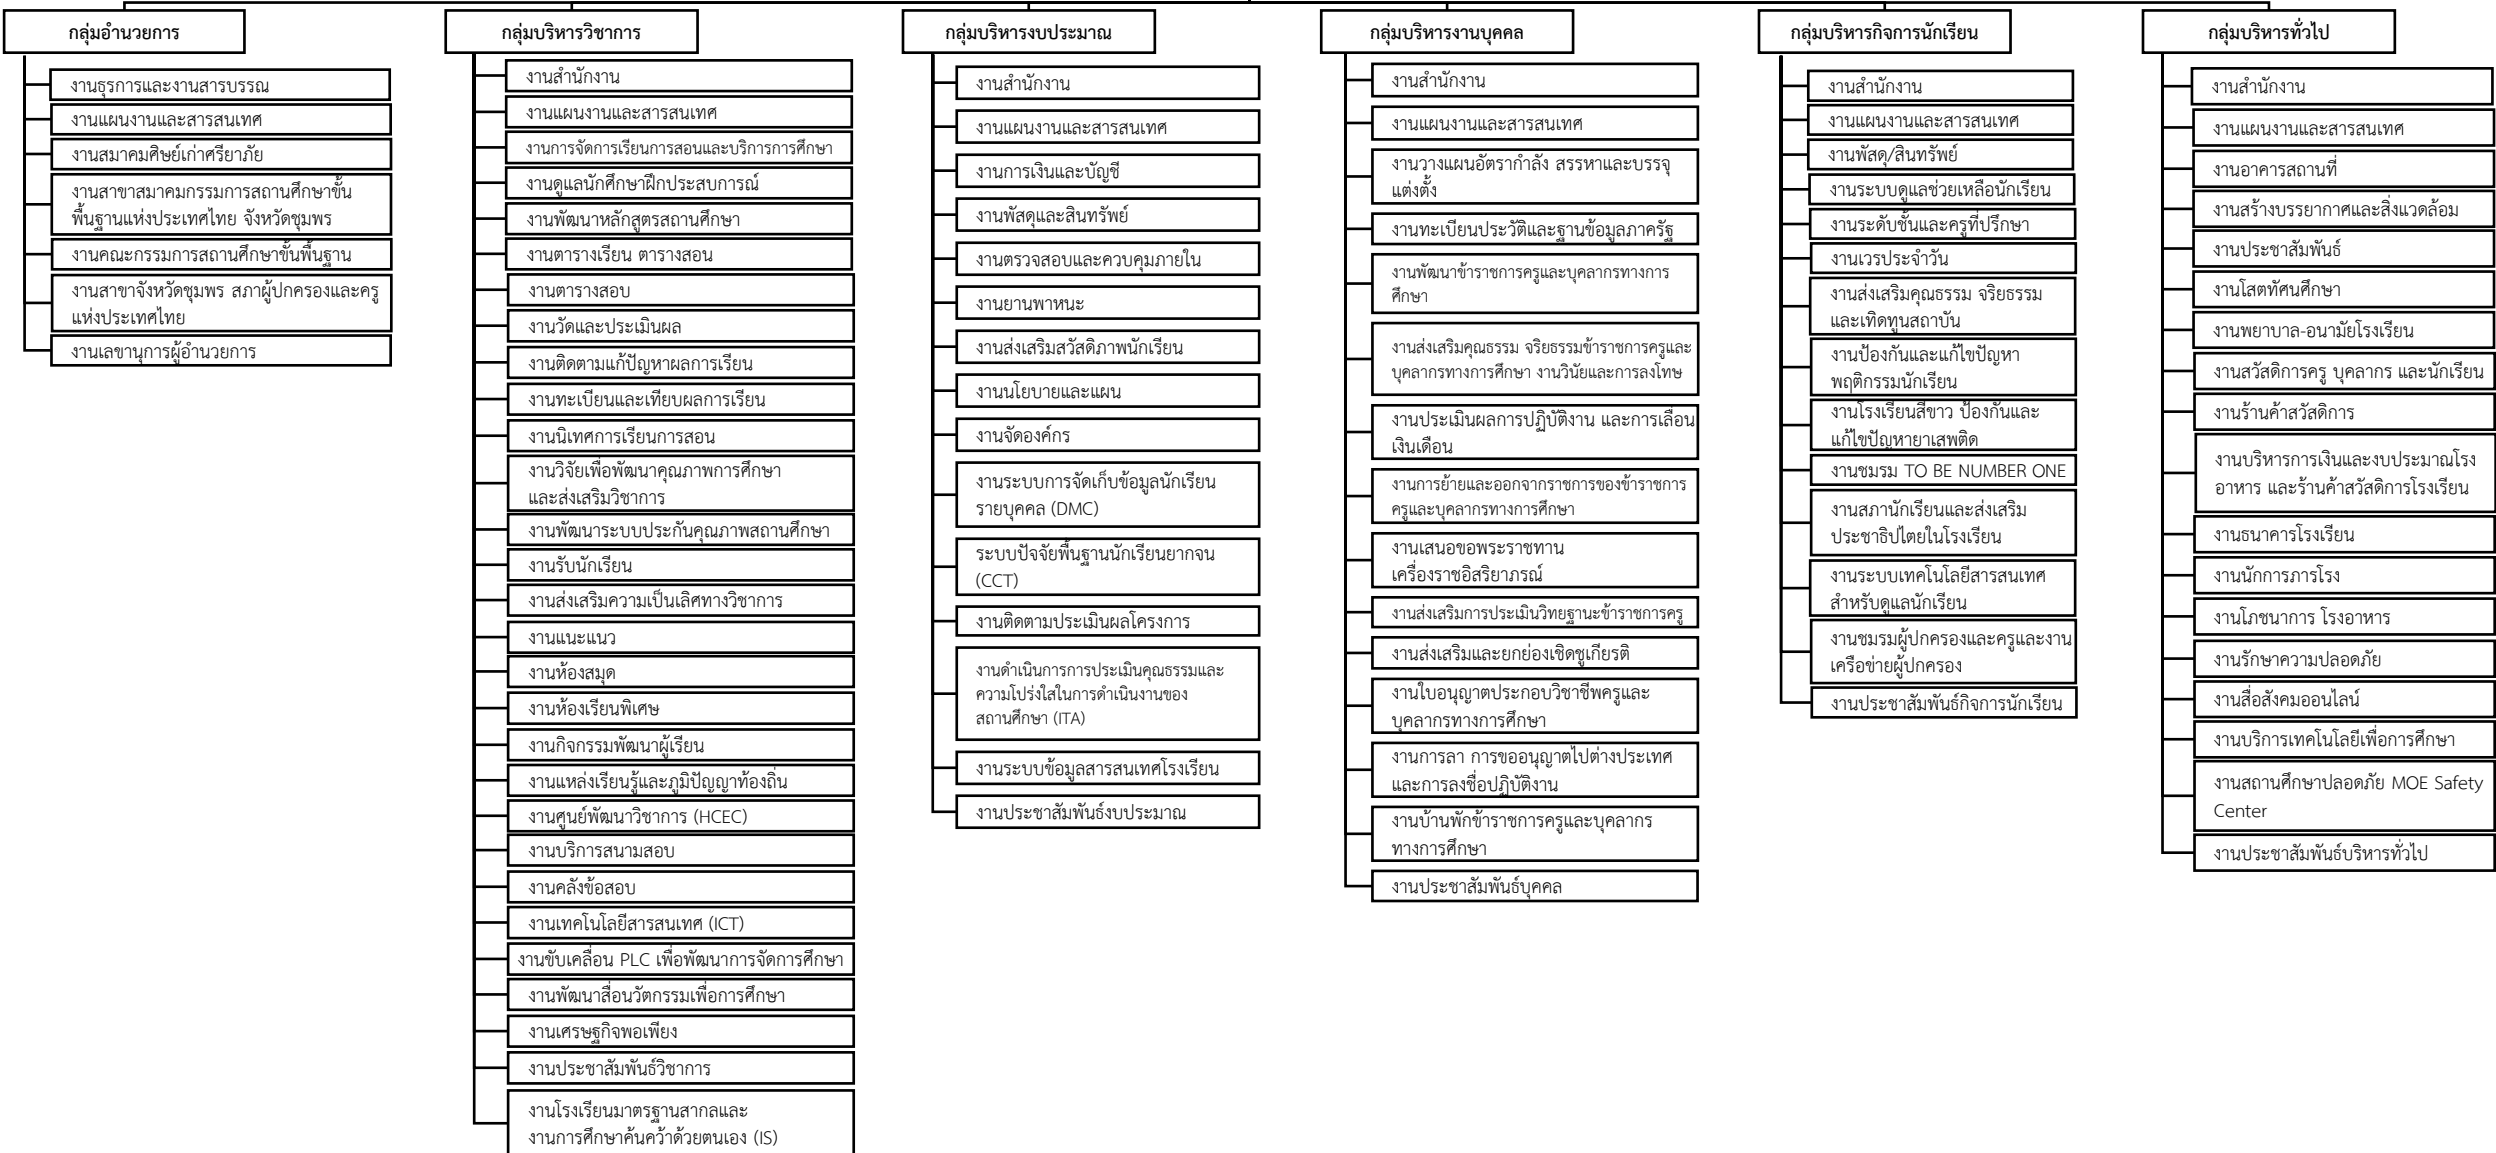 กลุ่มอำนวยการ
งานธุรการและงานสารบรรณ
งานแผนงานและสารสนเทศ
งานสมาคมศิษย์เก่าศรียาภัย
งานสาขาสมาคมกรรมการสถานศึกษาขั้น
พื้นฐานแห่งประเทศไทย จังหวัดชุมพร
งานคณะกรรมการสถานศึกษาขั้นพื้นฐาน
งานสาขาจังหวัดชุมพร สภาผู้ปกครองและครู
แห่งประเทศไทย
งานเลขานุการผู้อำนวยการ
กลุ่มบริหารวิชาการ
งานสำนักงาน
งานแผนงานและสารสนเทศ
งานการจัดการเรียนการสอนและบริการการศึกษา
งานดูแลนักศึกษาฝึกประสบการณ์
งานพัฒนาหลักสูตรสถานศึกษา
งานตารางเรียน ตารางสอน
งานตารางสอบ
งานวัดและประเมินผล
งานติดตามแก้ปัญหาผลการเรียน
งานทะเบียนและเทียบผลการเรียน
งานนิเทศการเรียนการสอน
งานวิจัยเพื่อพัฒนาคุณภาพการศึกษา
และส่งเสริมวิชาการ
งานพัฒนาระบบประกันคุณภาพสถานศึกษา
งานรับนักเรียน
งานส่งเสริมความเป็นเลิศทางวิชาการ
งานแนะแนว
งานห้องสมุด
งานห้องเรียนพิเศษ
งานกิจกรรมพัฒนาผู้เรียน
งานแหล่งเรียนรู้และภูมิปัญญาท้องถิ่น
งานศูนย์พัฒนาวิชาการ (HCEC)
งานบริการสนามสอบ
งานคลังข้อสอบ
งานเทคโนโลยีสารสนเทศ (ICT)
งานขับเคลื่อน PLC เพื่อพัฒนาการจัดการศึกษา
งานพัฒนาสื่อนวัตกรรมเพื่อการศึกษา
งานเศรษฐกิจพอเพียง
งานประชาสัมพันธ์วิชาการ
งานโรงเรียนมาตรฐานสากลและ
งานการศึกษาค้นคว้าด้วยตนเอง (IS)
กลุ่มบริหารงบประมาณ
งานสำนักงาน
งานแผนงานและสารสนเทศ
งานการเงินและบัญชี
งานพัสดุและสินทรัพย์
งานตรวจสอบและควบคุมภายใน
งานยานพาหนะ
งานส่งเสริมสวัสดิภาพนักเรียน
งานนโยบายและแผน
งานจัดองค์กร
งานระบบการจัดเก็บข้อมูลนักเรียน
รายบุคคล (DMC)
ระบบปัจจัยพื้นฐานนักเรียนยากจน
(CCT)
งานติดตามประเมินผลโครงการ
งานดำเนินการการประเมินคุณธรรมและ
ความโปร่งใสในการดำเนินงานของ
สถานศึกษา (ITA)
งานระบบข้อมูลสารสนเทศโรงเรียน
งานประชาสัมพันธ์งบประมาณ
กลุ่มบริหารงานบุคคล
งานสำนักงาน
งานแผนงานและสารสนเทศ
งานวางแผนอัตรากำลัง สรรหาและบรรจุ
แต่งตั้ง
งานทะเบียนประวัติและฐานข้อมูลภาครัฐ
งานพัฒนาข้าราชการครูและบุคลากรทางการ
ศึกษา
งานส่งเสริมคุณธรรม จริยธรรมข้าราชการครูและ
บุคลากรทางการศึกษา งานวินัยและการลงโทษ
งานประเมินผลการปฏิบัติงาน และการเลื่อน
เงินเดือน
งานการย้ายและออกจากราชการของข้าราชการ
ครูและบุคลากรทางการศึกษา
งานเสนอขอพระราชทาน
เครื่องราชอิสริยาภรณ์
งานส่งเสริมการประเมินวิทยฐานะข้าราชการครู
งานส่งเสริมและยกย่องเชิดชูเกียรติ
งานใบอนุญาตประกอบวิชาชีพครูและ
บุคลากรทางการศึกษา
งานการลา การขออนุญาตไปต่างประเทศ
และการลงชื่อปฏิบัติงาน
งานบ้านพักข้าราชการครูและบุคลากร
ทางการศึกษา
งานประชาสัมพันธ์บุคคล
กลุ่มบริหารกิจการนักเรียน
งานสำนักงาน
งานแผนงานและสารสนเทศ
งานพัสดุ/สินทรัพย์
งานระบบดูแลช่วยเหลือนักเรียน
งานระดับชั้นและครูที่ปรึกษา
งานเวรประจำวัน
งานส่งเสริมคุณธรรม จริยธรรม
และเทิดทูนสถาบัน
งานป้องกันและแก้ไขปัญหา
พฤติกรรมนักเรียน
งานโรงเรียนสีขาว ป้องกันและ
แก้ไขปัญหายาเสพติด
งานชมรม TO BE NUMBER ONE
งานสภานักเรียนและส่งเสริม
ประชาธิปไตยในโรงเรียน
งานระบบเทคโนโลยีสารสนเทศ
สำหรับดูแลนักเรียน
งานชมรมผู้ปกครองและครูและงาน
เครือข่ายผู้ปกครอง
งานประชาสัมพันธ์กิจการนักเรียน
กลุ่มบริหารทั่วไป
งานสำนักงาน
งานแผนงานและสารสนเทศ
งานอาคารสถานที่
งานสร้างบรรยากาศและสิ่งแวดล้อม
งานประชาสัมพันธ์
งานโสตทัศนศึกษา
งานพยาบาล-อนามัยโรงเรียน
งานสวัสดิการครู บุคลากร และนักเรียน
งานร้านค้าสวัสดิการ
งานบริหารการเงินและงบประมาณโรง
อาหาร และร้านค้าสวัสดิการโรงเรียน
งานธนาคารโรงเรียน
งานนักการภารโรง
งานโภชนาการ โรงอาหาร
งานรักษาความปลอดภัย
งานสื่อสังคมออนไลน์
งานบริการเทคโนโลยีเพื่อการศึกษา
งานสถานศึกษาปลอดภัย MOE Safety
Center
งานประชาสัมพันธ์บริหารทั่วไป